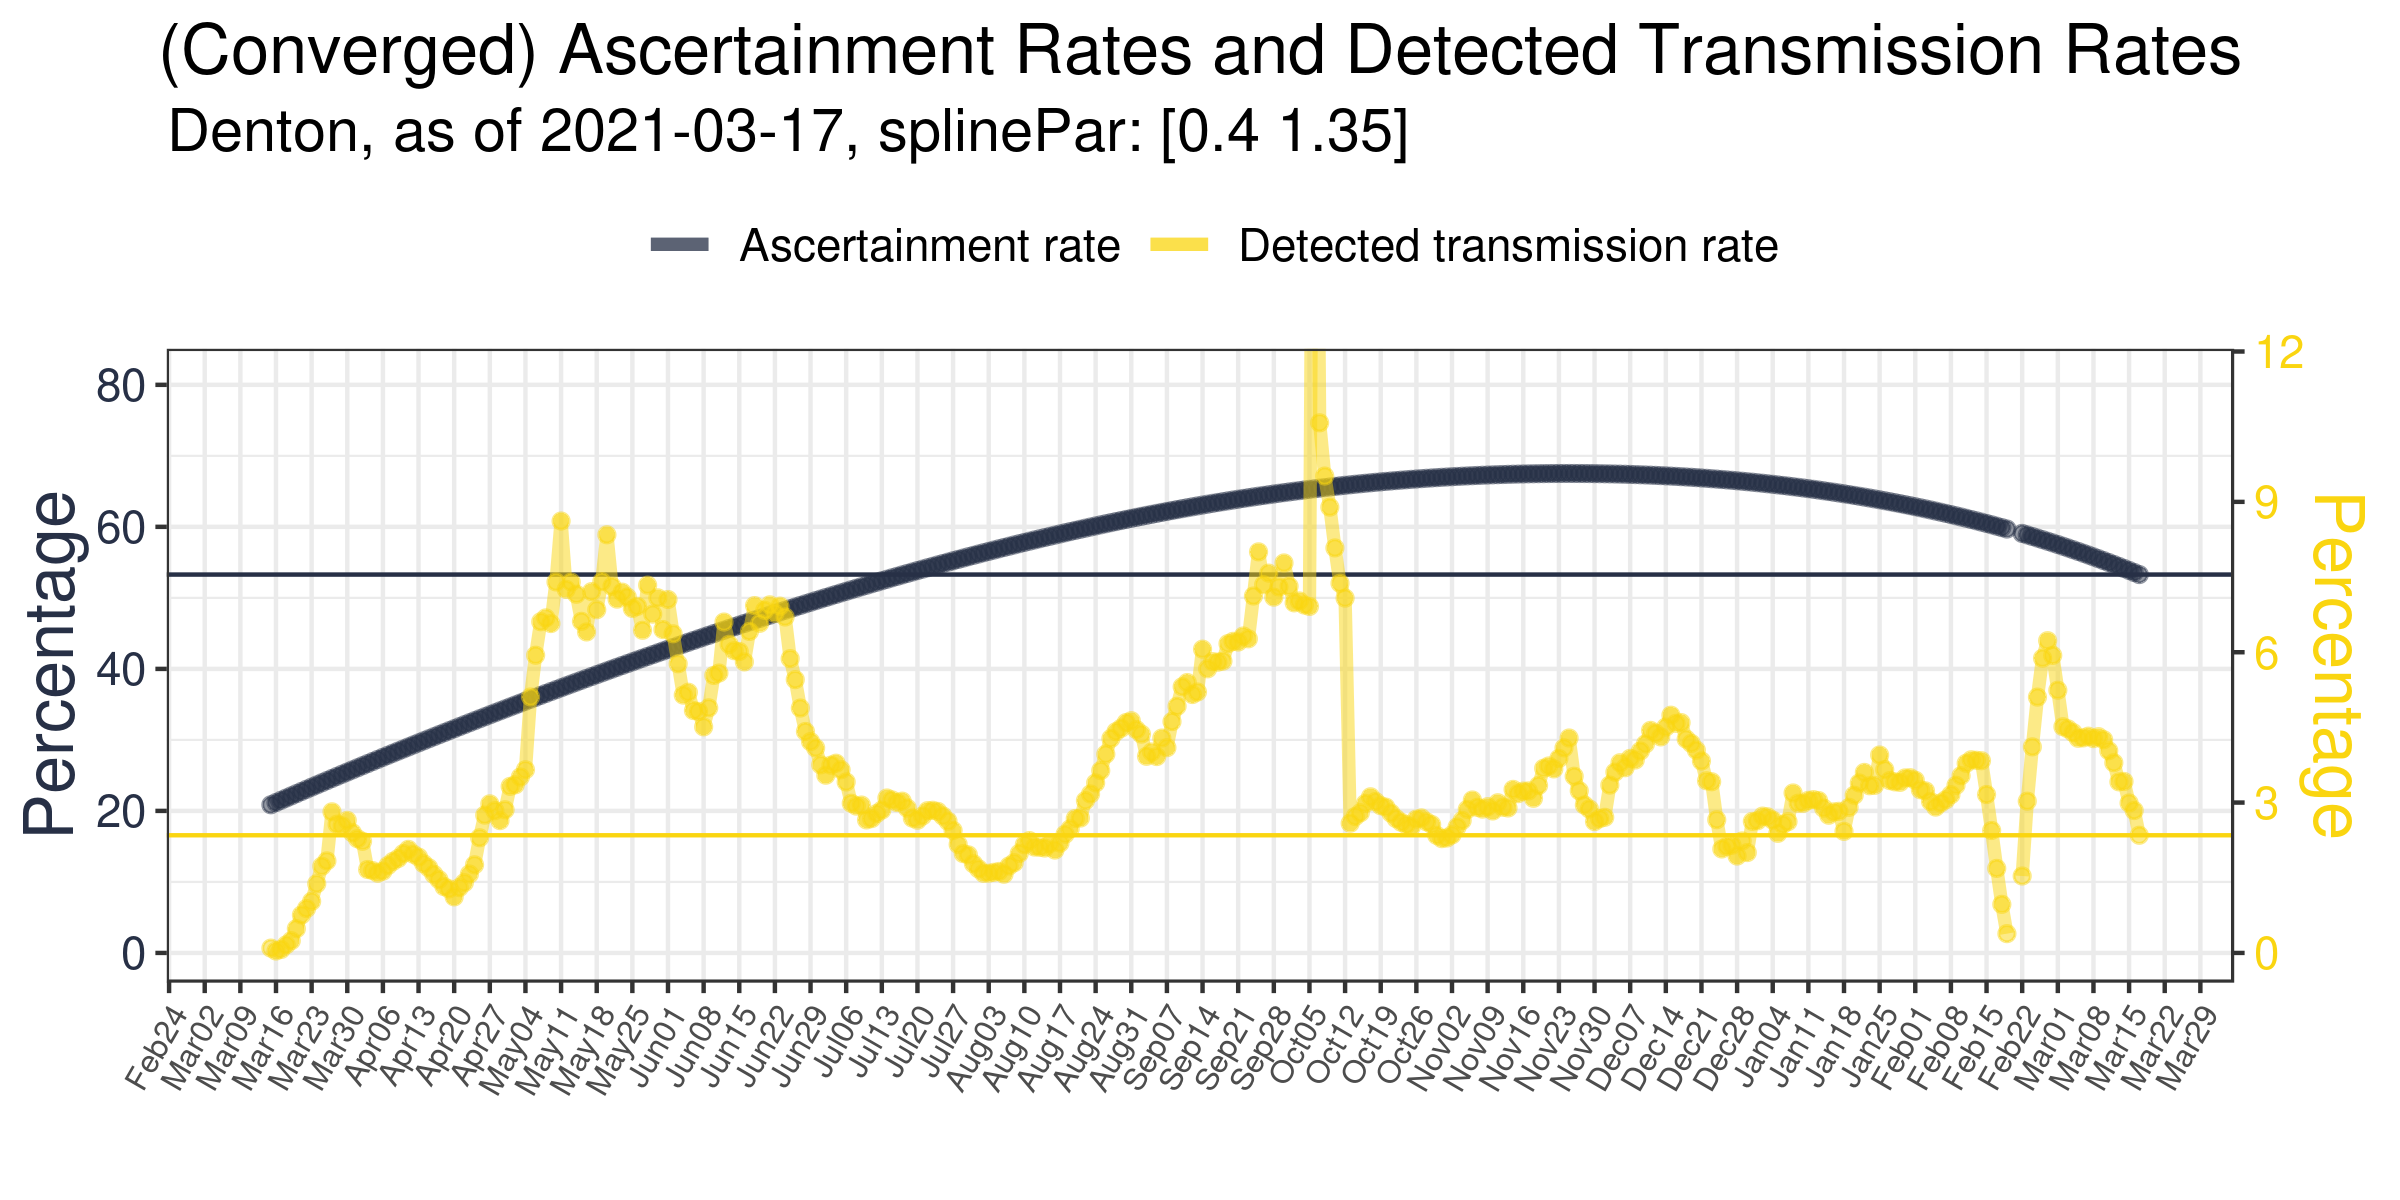 (Converged) Ascertainment Rates and Detected Transmission Rates
Denton, as of 2021-03-17, splinePar: [0.4 1.35]
Ascertainment rate Detected transmission rate
Percentage
80
60
40
20
0
12
9
6
3
0
Percentage
Feb24 Mar02 Mar09 Mar16 Mar23 Mar30 Apr06 Apr13 Apr20 Apr27 May04 May11 May18 May25 Jun01 Jun08 Jun15 Jun22 Jun29 Jul06 Jul13 Jul20 Jul27 Aug03 Aug10 Aug17 Aug24 Aug31 Sep07 Sep14 Sep21 Sep28 Oct05 Oct12 Oct19 Oct26 Nov02 Nov09 Nov16 Nov23 Nov30 Dec07 Dec14 Dec21 Dec28 Jan04 Jan11 Jan18 Jan25 Feb01 Feb08 Feb15 Feb22 Mar01 Mar08 Mar15 Mar22 Mar29